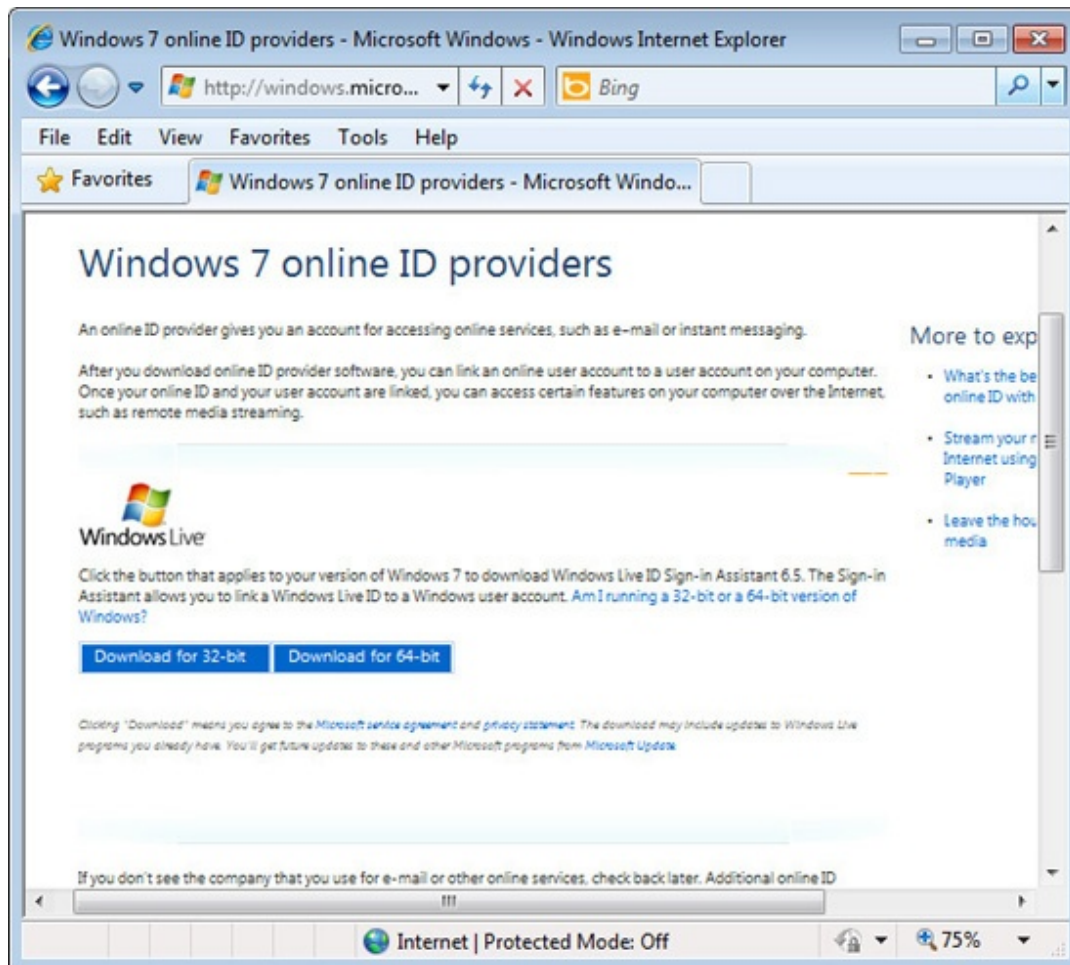 Windows 7 online ID providers - Microsoft Windows - Windows Internet Explorer
http://windows.micro...
Bing
File Edit View Favorites Tools Help
Favorites
Windows 7 online ID providers - Microsoft Windo...
Windows 7 online ID providers
An online ID provider gives you an account for accessing online services, such as e-mail or instant messaging.
After you download online ID provider software, you can link an online user account to a user account on your computer.
Once your online ID and your user account are linked, you can access certain features on your computer over the Internet,
such as remote media streaming.
More to exp
• What's the be
online ID with
• Stream your r
Internet using
Player
• Leave the hou
media
Windows Live
Click the button that applies to your version of Windows 7 to download Windows Live ID Sign-in Assistant 6.5. The Sign-in
Assistant allows you to link a Windows Live ID to a Windows user account. Am I running a 32-bit or a 64-bit version of
Windows?
Download for 32-bit Download for 64-bit
Clicking "Download" means you agree to the Microsoft service agreement and privacy statement. The download may include updates to Windows Live
programs you already have. You'll get future updates to these and other Microsoft programs from Microsoft Update
If you don't see the company that you use for e-mail or other online services, check back later. Additional online ID
Internet | Protected Mode: Off
75%